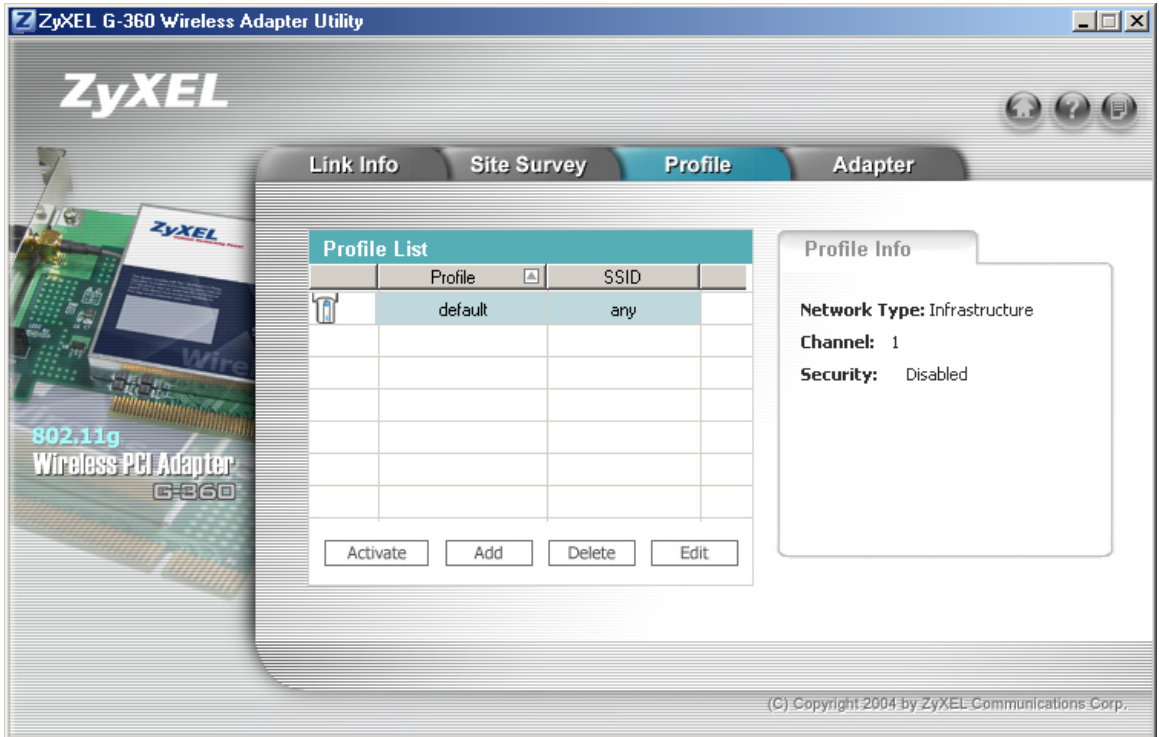 ZyXEL G-360 Wireless Adapter Utility
ZyXEL
Link Info
Site Survey
Profile
Adapter
ZyXEL
Wire
802.11g
Wireless PCI Adapter
G-360
Profile List
Profile SSID
default any
Activate Add Delete Edit
Profile Info
Network Type: Infrastructure
Channel: 1
Security: Disabled
(C) Copyright 2004 by ZyXEL Communications Corp.